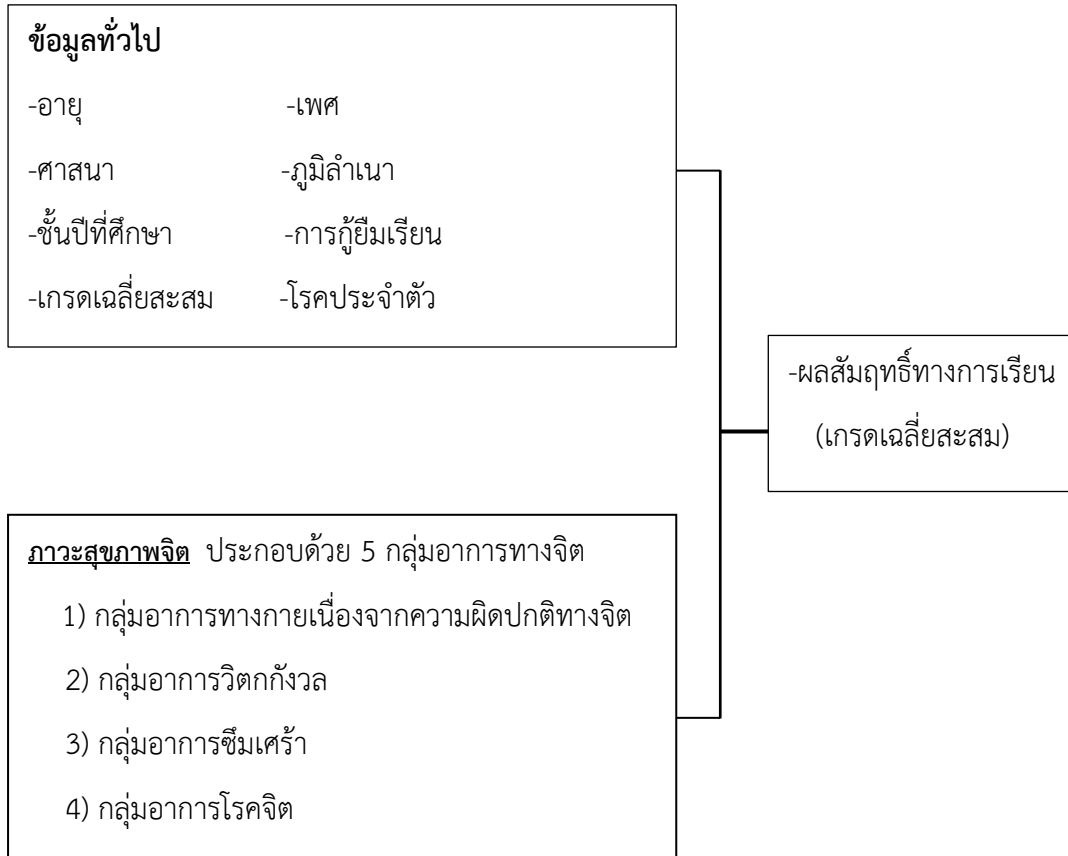 ข้อมูลทั่วไป
-อายุ -เพศ
-ศาสนา -ภูมิลำเนา
-ชั้นปีที่ศึกษา -การกู้ยืมเรียน
-เกรดเฉลี่ยสะสม -โรคประจำตัว
-ผลสัมฤทธิ์ทางการเรียน
(เกรดเฉลี่ยสะสม)
ภาวะสุขภาพจิต ประกอบด้วย 5 กลุ่มอาการทางจิต
1) กลุ่มอาการทางกายเนื่องจากความผิดปกติทางจิต
2) กลุ่มอาการวิตกกังวล
3) กลุ่มอาการซึมเศร้า
4) กลุ่มอาการโรคจิต